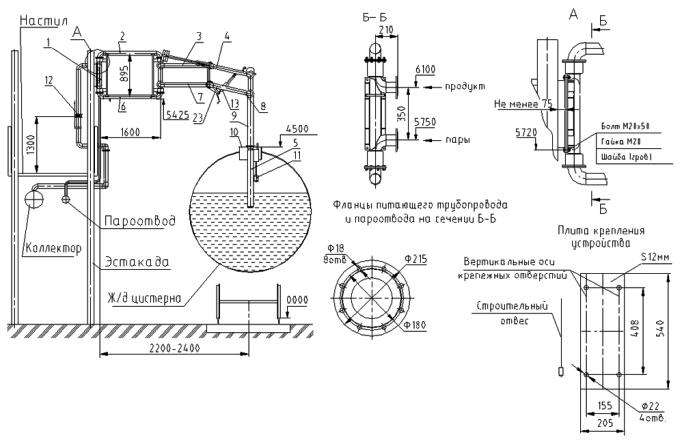 Настил
А
1
2
3
4
12
6
895
7
23
13
8
5425
1600
9
10
4500
5
11
1300
Пароотвод
Коллектор
Эстакада
Ж/д цистерна
0000
2200-2400
Б-Б
210
6100
продукт
350
5750
пары
Фланцы питающего трубопровода
и пароотвода на сечении Б-Б
Ф18
8отв.
Ф215
Ф180
А
Б
Не менее 75
5720
Болт М20х50
Гайка М20
Шайба (гров)
Б
Плита крепления
устройства
Вертикальные оси
крепежных отверстий
S 12мм
Строительный
отвес
408
540
155
205
Ф22
4отв.